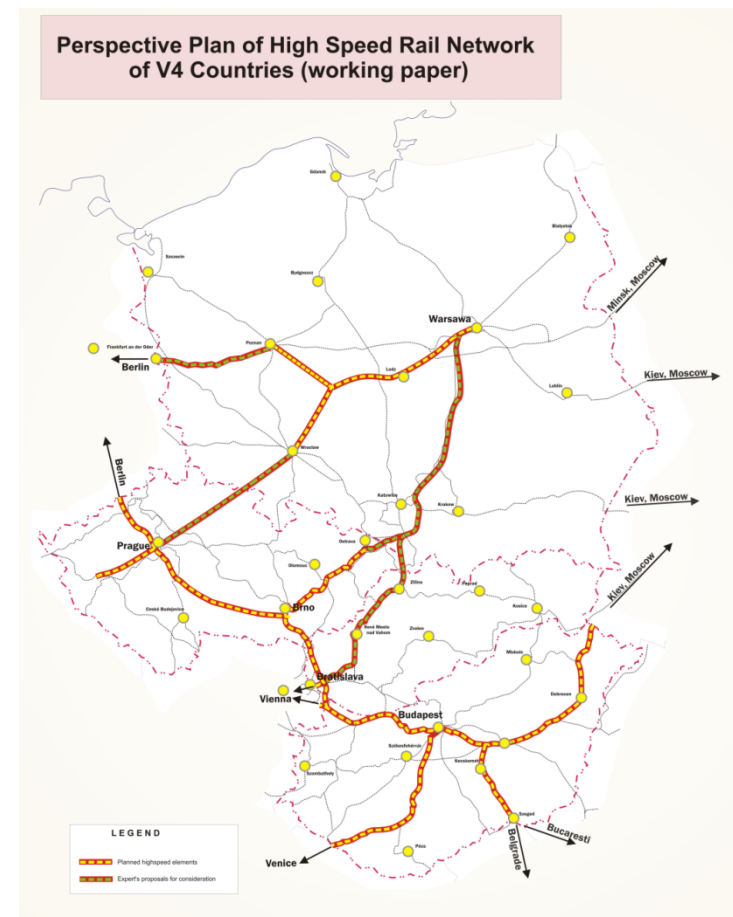 Perspective Plan of High Speed Rail Network
of V4 Countries (working paper)
Gdansk
Bialystok
Szczecin
Bydgoszcz
Minsk, Moscow
Warsawa
Frankfurt an der Oder
Poznan
Berlin
Lodz
Kiev, Moscow
Lublin
Wroclaw
Berlin
Katowice
Krakow
Kiev, Moscow
Prague
Ostrava
Olomouc
Kiev, Moscow
Zilina
Poprad
Brno
Kosice
České Budejovice
Nové Mesto
nad Vahom
Zvolen
Miskolc
Bratislava
Vienna
Debrecen
Budapest
Székesfehérvár
Kecskemét
Szombathely
Szeged
Bucaresti
Belgrade
Pécs
Venice
LEGEND
Planned highspeed elements
Expert's proposals for consideration